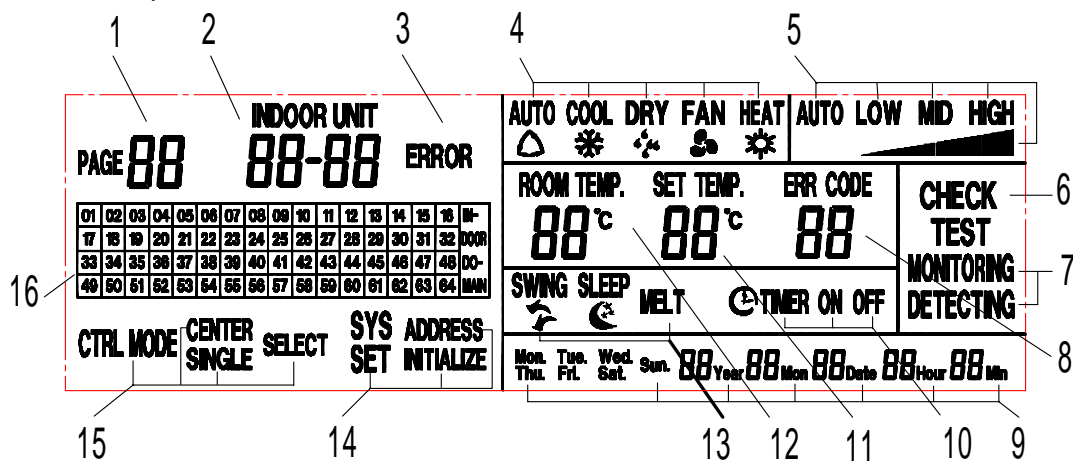 1 2 3 4 5
INDOOR UNIT
PAGE 88 88-88 ERROR
01 02 03 04 05 06 07 08 09 10 11 12 13 14 15 16 IN-
17 18 19 20 21 22 23 24 25 26 27 28 29 30 31 32 DOOR
33 34 35 36 37 38 39 40 41 42 43 44 45 46 47 48 DO-
49 50 51 52 53 54 55 56 57 58 59 60 61 62 63 64 MAIN
16
CTRL MODE CENTER SINGLE SELECT
SYS SET ADDRESS INITIALIZE
15 14
AUTO COOL DRY FAN HEAT
AUTO LOW MID HIGH
ROOM TEMP. SET TEMP. ERR CODE
88 °C 88 °C 88
CHECK
TEST
MONITORING
DETECTING
6
7
8
SWING SLEEP MELT TIMER ON OFF
Mon. Tue. Wed. Sun. 88 Year 88 Mon 88 Date 88 Hour 88 Min
Thu. Fri. Sat.
13 12 11 10 9